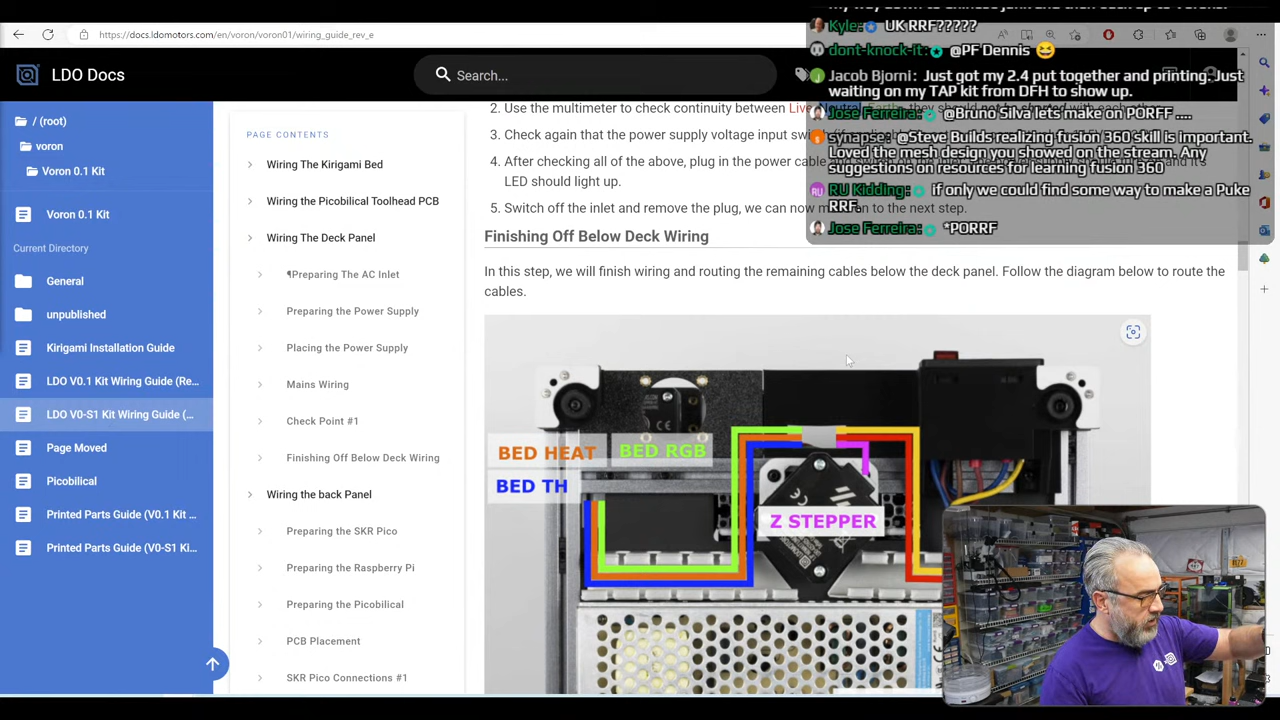 https://docs.ldomotors.com/en/voron/voron01/wiring_guide_rev_e
LDO Docs
Search...
/ (root)
voron
Voron 0.1 Kit
Voron 0.1 Kit
Current Directory
General
unpublished
Kirigami Installation Guide
LDO V0.1 Kit Wiring Guide (Re...
LDO V0-S1 Kit Wiring Guide (...
Page Moved
Picobilical
Printed Parts Guide (V0.1 Kit ...
Printed Parts Guide (V0-S1 Ki...
PAGE CONTENTS
Wiring The Kirigami Bed
Wiring the Picobilical Toolhead PCB
Wiring The Deck Panel
¶Preparing The AC Inlet
Preparing the Power Supply
Placing the Power Supply
Mains Wiring
Check Point #1
Finishing Off Below Deck Wiring
Wiring the back Panel
Preparing the SKR Pico
Preparing the Raspberry Pi
Preparing the Picobilical
PCB Placement
SKR Pico Connections #1
2. Use the multimeter to check continuity between
3. Check again that the power supply voltage input
4. After checking all of the above, plug in the power cable
LED should light up.
5. Switch off the inlet and remove the plug, we can now
to the next step.
Finishing Off Below Deck Wiring
In this step, we will finish wiring and routing the remaining cables below the deck panel. Follow the diagram below to route the
cables.
BED HEAT
BED RGB
BED TH
Z STEPPER
Kyle: UK RRF?????
dont-knock-it: @PF Dennis
Jacob Bjorni: Just got my 2.4 put together and printing. Just
waiting on my TAP kit from DFH to show up.
Jose Ferreira: @Bruno Silva lets make on PORFF ....
synapse: @Steve Builds realizing fusion 360 skill is important.
Loved the mesh design you showed on the stream. Any
suggestions on resources for learning fusion 360
RU
RU Kidding: if only we could find some way to make a Puke
RRF
Jose Ferreira: *PORRF